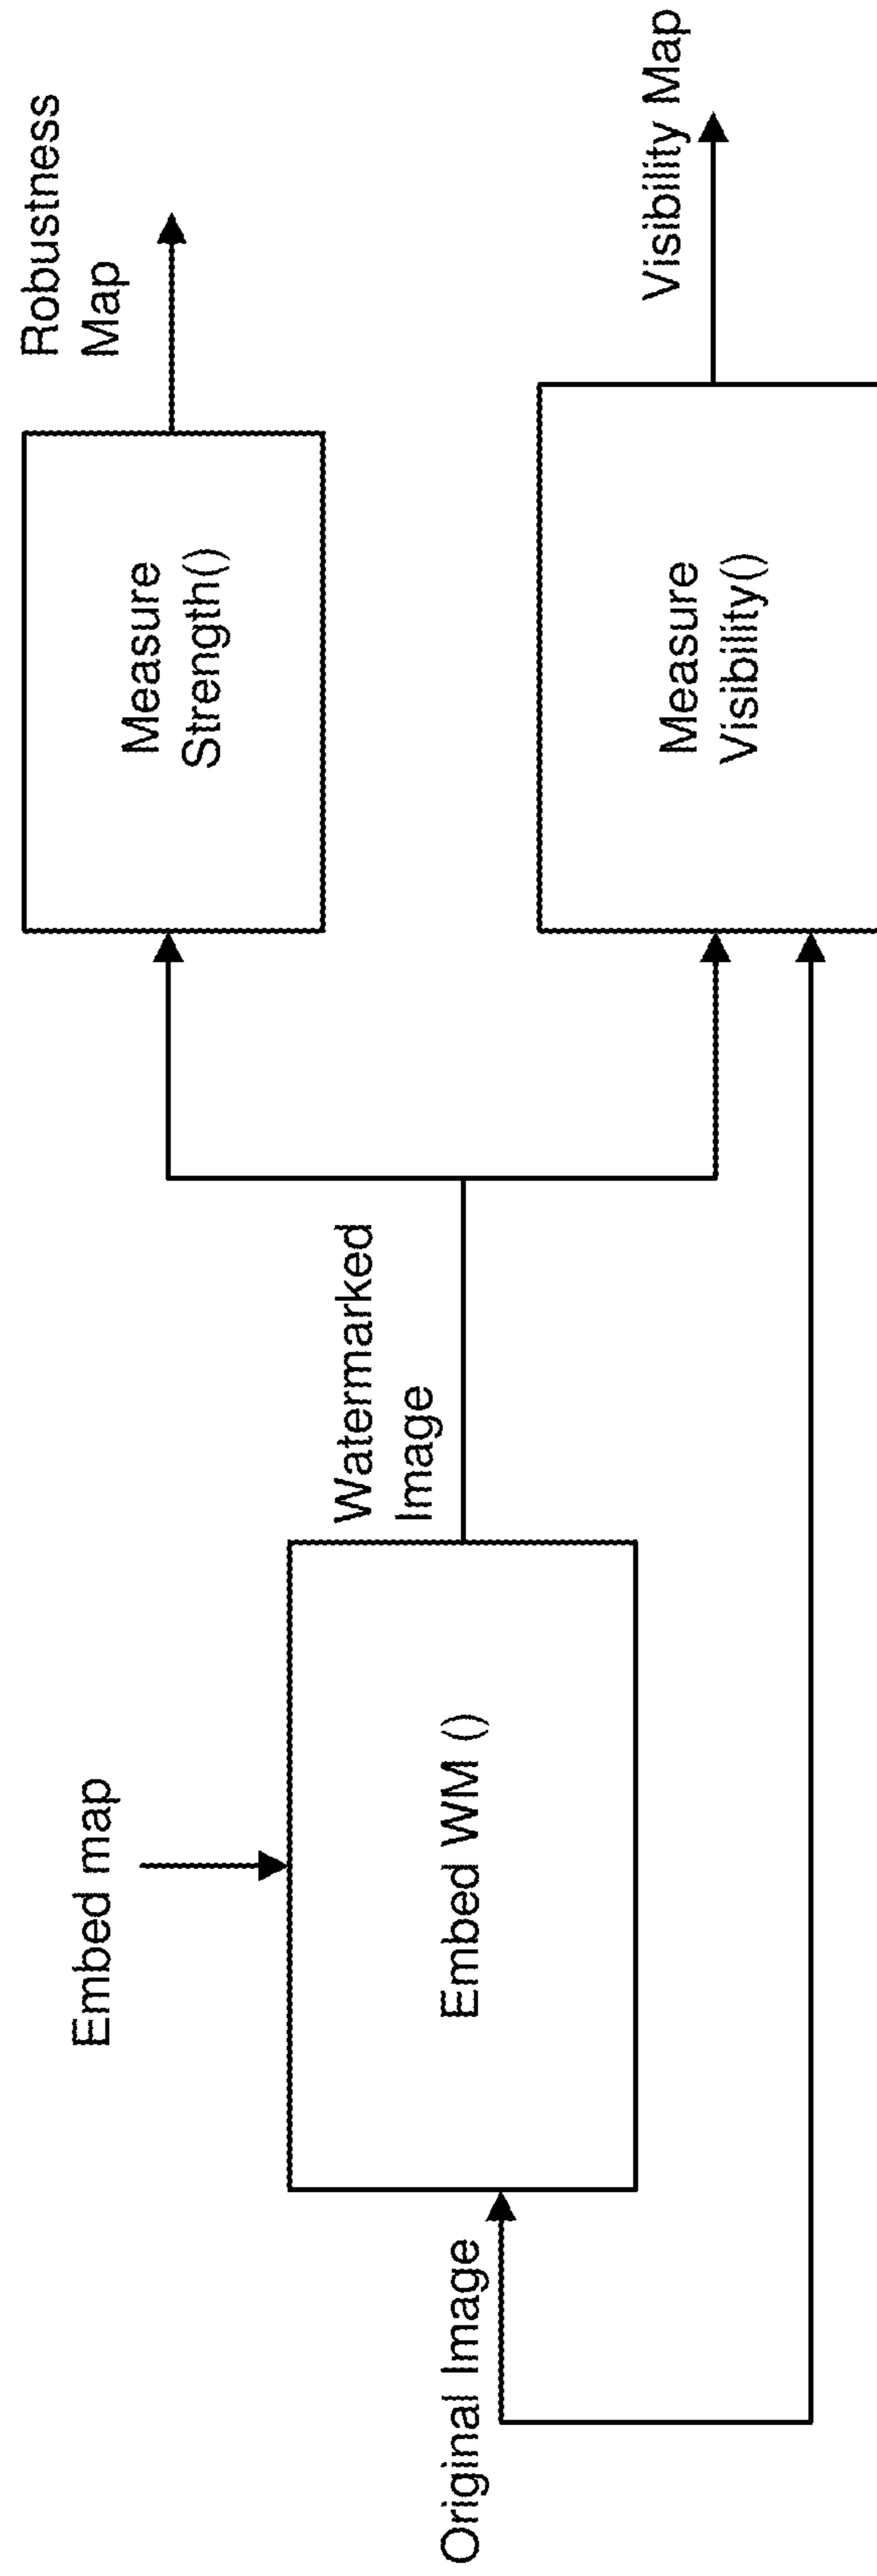 Embed map
Original Image
Embed WM ()
Watermarked
Image
Measure
Strength()
Robustness
Map
Measure
Visibility()
Visibility Map